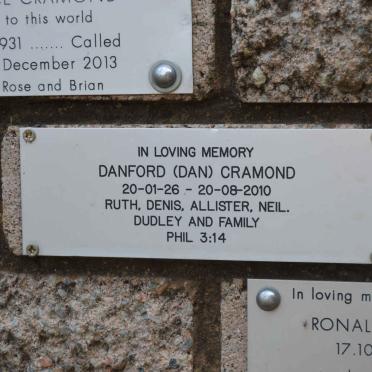 CRAMOND
to this world
931 ....... Called
December 2013
Rose and Brian
IN LOVING MEMORY
DANFORD (DAN) CRAMOND
20-01-26 - 20-08-2010
RUTH, DENIS, ALLISTER, NEIL.
DUDLEY AND FAMILY
PHIL 3:14
In loving m
RONAL
17.10